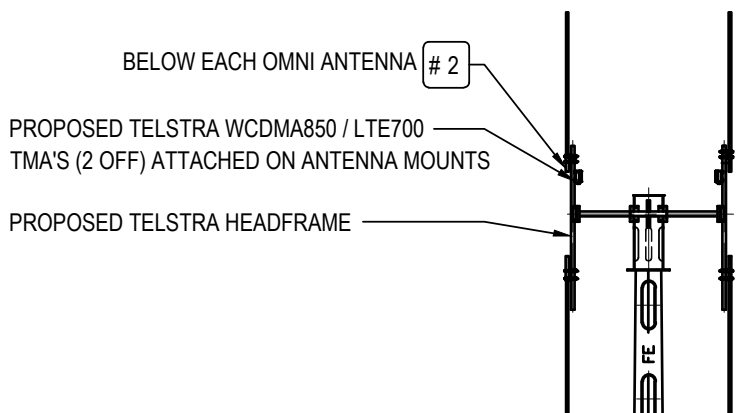 BELOW EACH OMNI ANTENNA # 2
PROPOSED TELSTRA WCDMA850 / LTE700
TMA'S (2 OFF) ATTACHED ON ANTENNA MOUNTS
PROPOSED TELSTRA HEADFRAME
FE